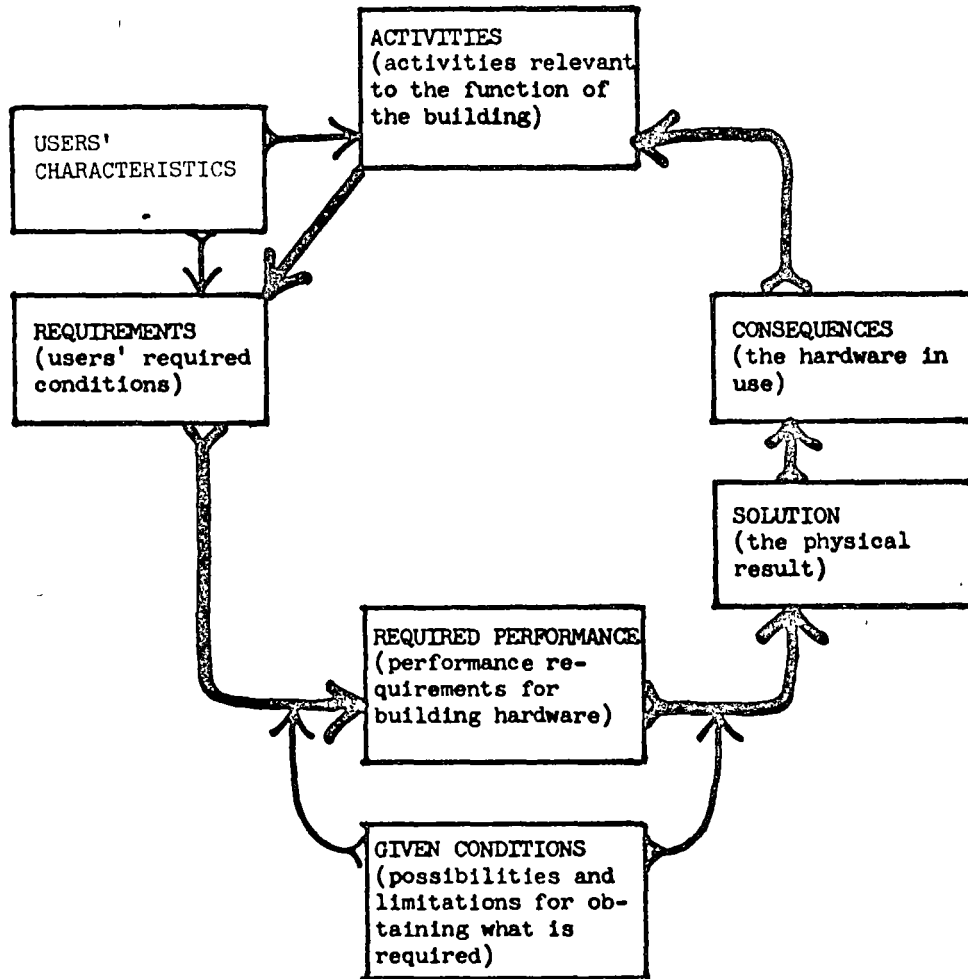 ACTIVITIES
(activities relevant
to the function of
the building)
USERS'
CHARACTERISTICS
REQUIREMENTS
(users' required
conditions)
CONSEQUENCES
(the hardware in
use)
SOLUTION
(the physical
result)
REQUIRED PERFORMANCE
(performance re-
quirements for
building hardware)
GIVEN CONDITIONS
(possibilities and
limitations for ob-
taining what is
required)